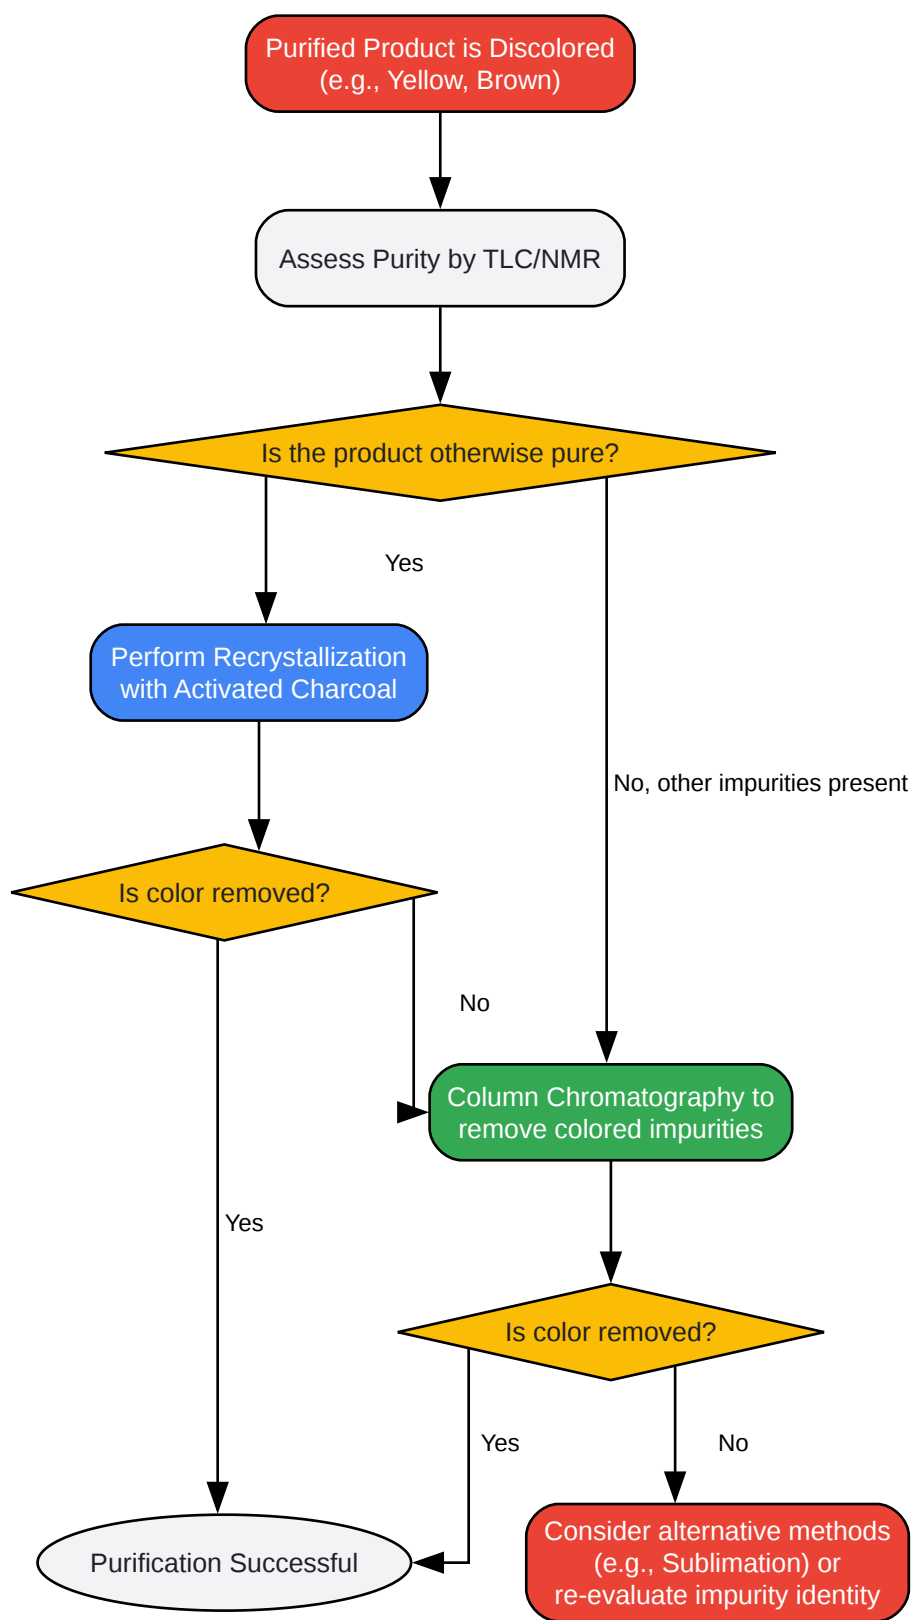 Purified Product is Discolored
(e.g., Yellow, Brown)
Assess Purity by TLC/NMR
Is the product otherwise pure?
Yes
Perform Recrystallization
with Activated Charcoal
No, other impurities present
Is color removed?
No
Column Chromatography to
remove colored impurities
Yes
Is color removed?
Yes
No
Purification Successful
Consider alternative methods
(e.g., Sublimation) or
re-evaluate impurity identity